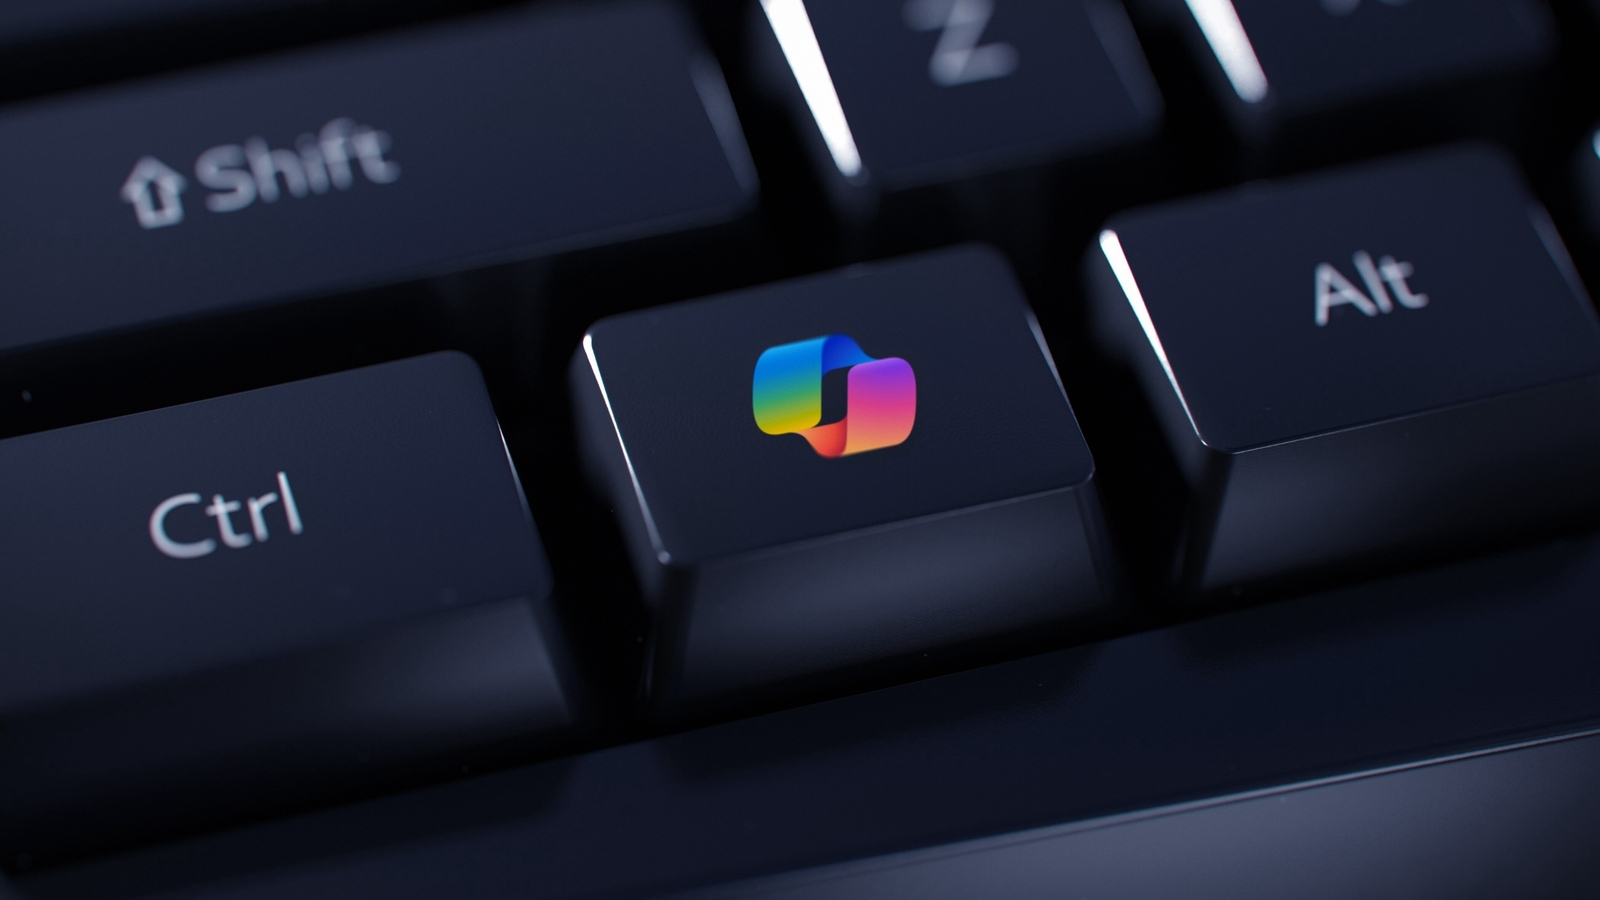 ⇧ Shift
Z
Ctrl
Alt